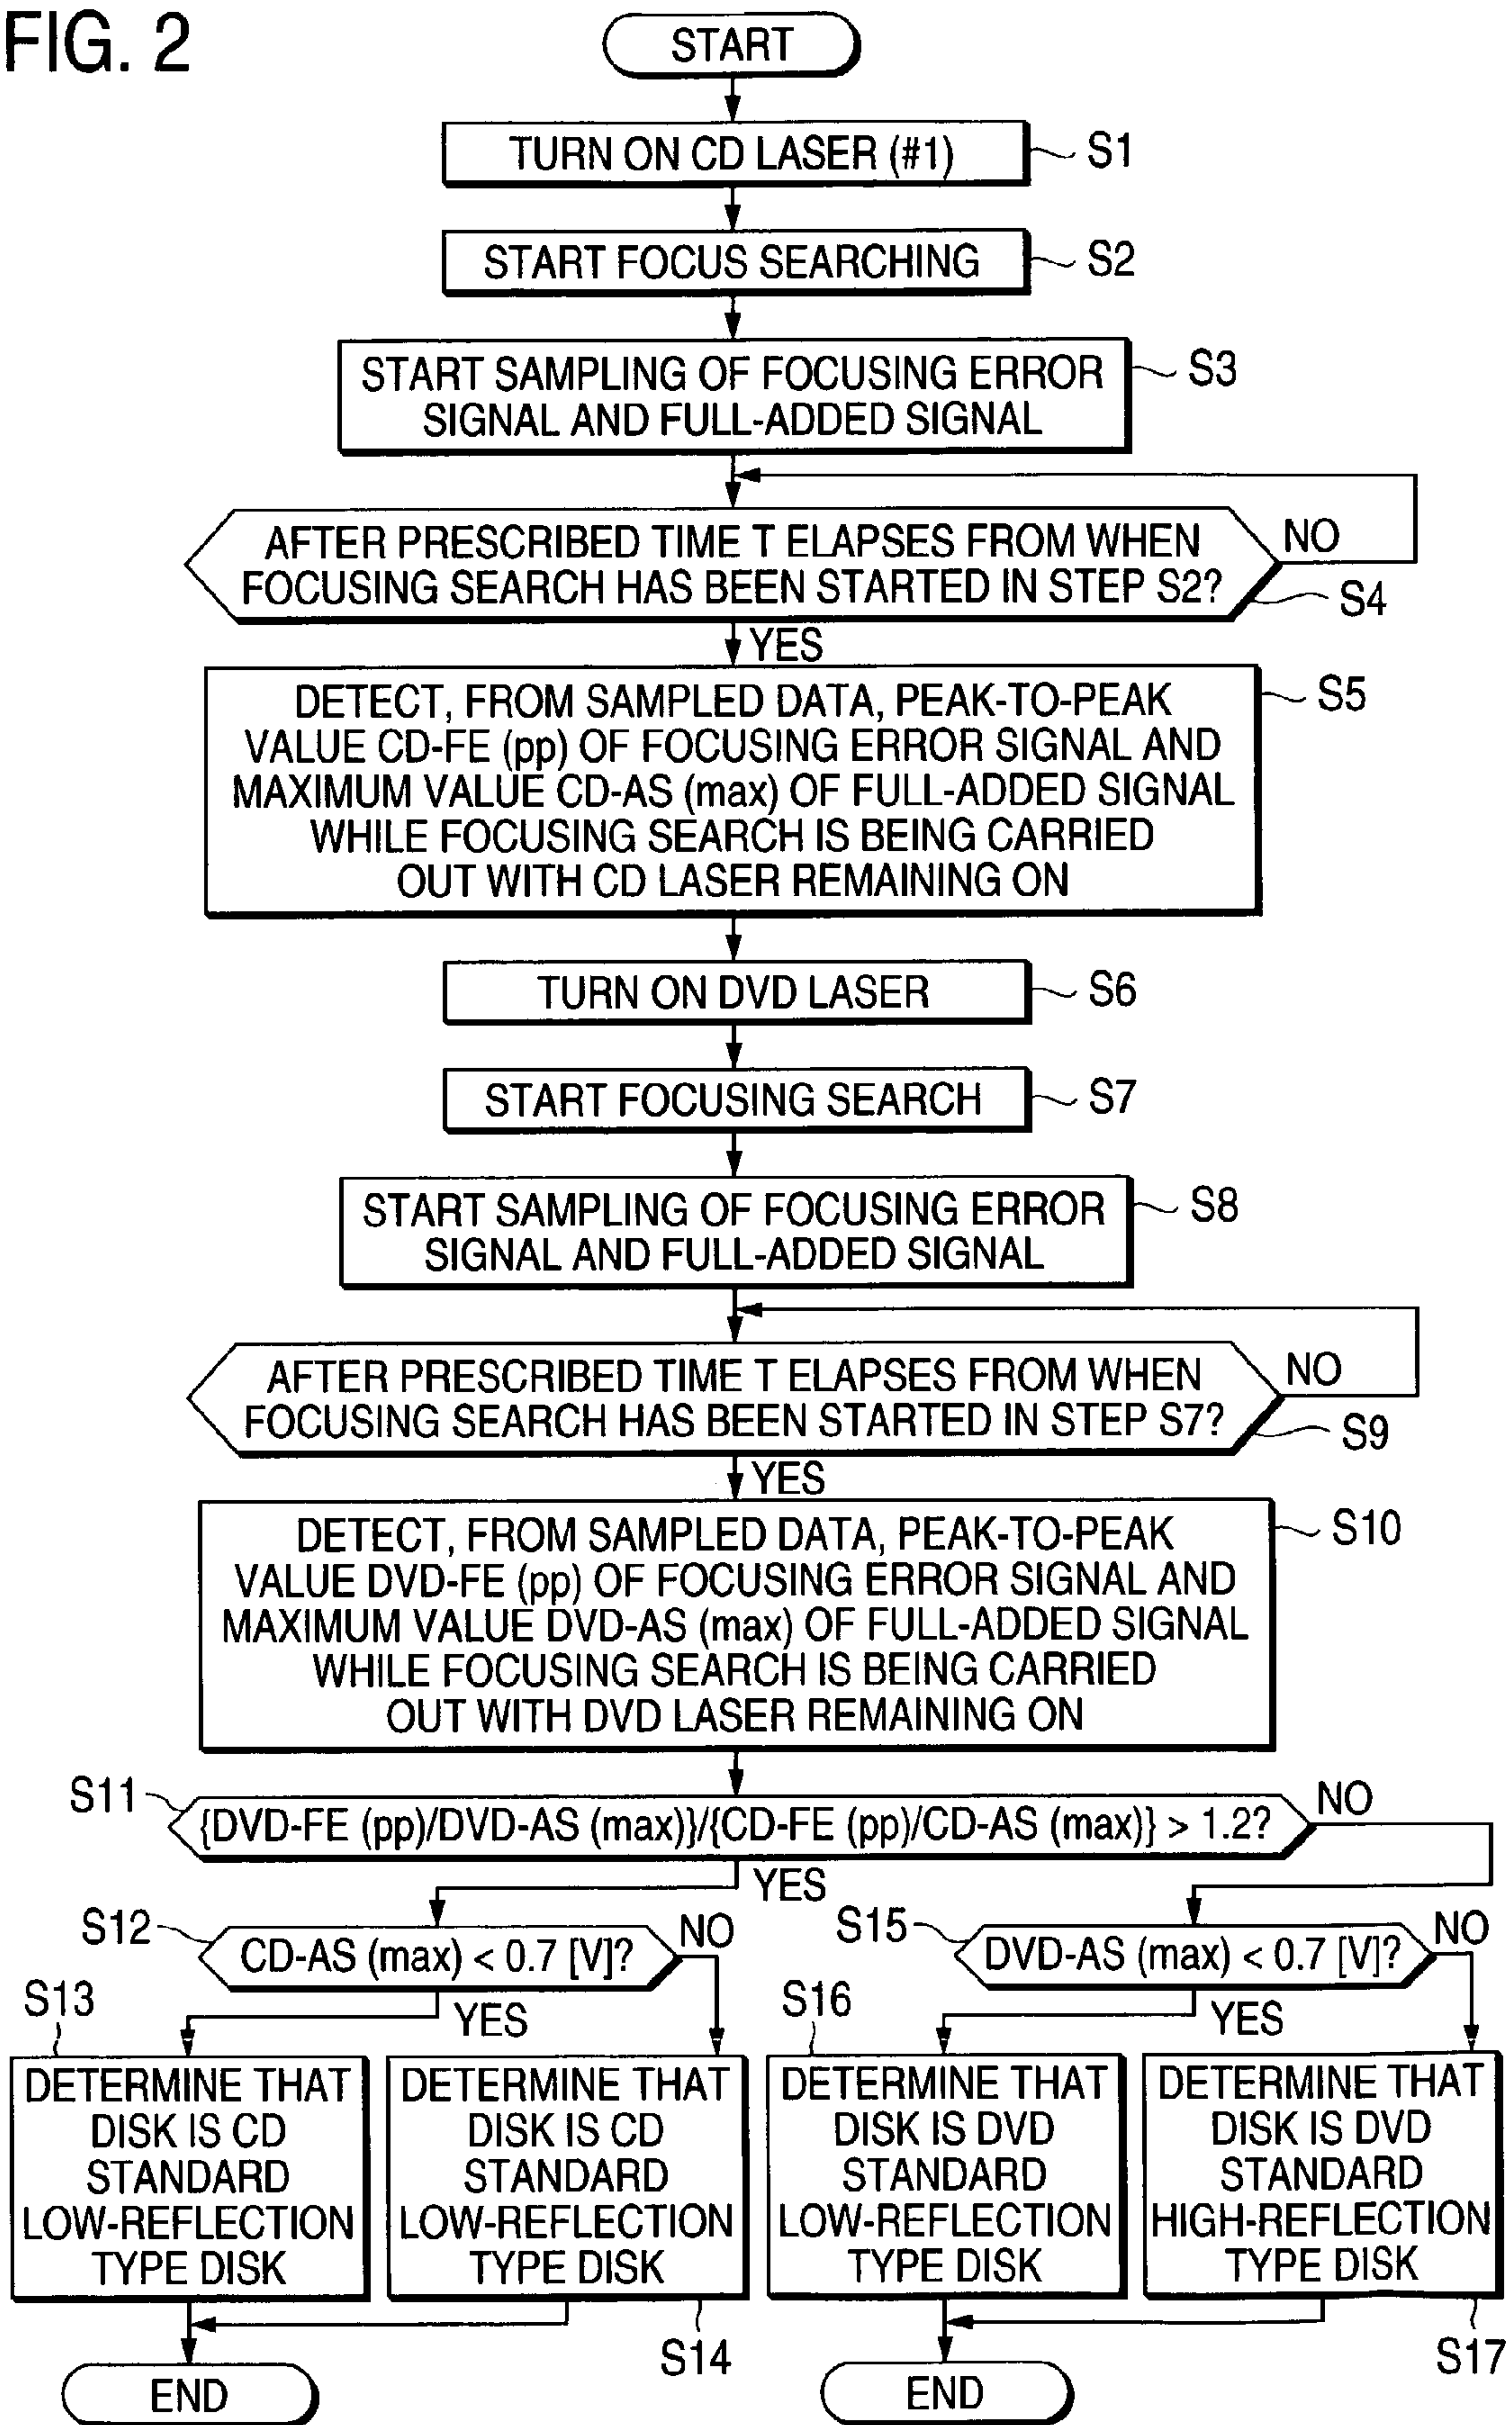 FIG. 2
START
TURN ON CD LASER (#1)
S1
START FOCUS SEARCHING
S2
START SAMPLING OF FOCUSING ERROR
SIGNAL AND FULL-ADDED SIGNAL
S3
AFTER PRESCRIBED TIME T ELAPSES FROM WHEN
FOCUSING SEARCH HAS BEEN STARTED IN STEP S2?
NO
S4
YES
DETECT, FROM SAMPLED DATA, PEAK-TO-PEAK
VALUE CD-FE (pp) OF FOCUSING ERROR SIGNAL AND
MAXIMUM VALUE CD-AS (max) OF FULL-ADDED SIGNAL
WHILE FOCUSING SEARCH IS BEING CARRIED
OUT WITH CD LASER REMAINING ON
S5
TURN ON DVD LASER
S6
START FOCUSING SEARCH
S7
START SAMPLING OF FOCUSING ERROR
SIGNAL AND FULL-ADDED SIGNAL
S8
AFTER PRESCRIBED TIME T ELAPSES FROM WHEN
FOCUSING SEARCH HAS BEEN STARTED IN STEP S7?
NO
S9
YES
DETECT, FROM SAMPLED DATA, PEAK-TO-PEAK
VALUE DVD-FE (pp) OF FOCUSING ERROR SIGNAL AND
MAXIMUM VALUE DVD-AS (max) OF FULL-ADDED SIGNAL
WHILE FOCUSING SEARCH IS BEING CARRIED
OUT WITH DVD LASER REMAINING ON
S10
S11
{DVD-FE (pp)/DVD-AS (max)}/{CD-FE (pp)/CD-AS (max)} > 1.2?
NO
YES
S12
CD-AS (max) < 0.7 [V]?
NO
YES
S15
DVD-AS (max) < 0.7 [V]?
NO
YES
S13
DETERMINE THAT
DISK IS CD
STANDARD
LOW-REFLECTION
TYPE DISK
DETERMINE THAT
DISK IS CD
STANDARD
LOW-REFLECTION
TYPE DISK
S14
S16
DETERMINE THAT
DISK IS DVD
STANDARD
LOW-REFLECTION
TYPE DISK
DETERMINE THAT
DISK IS DVD
STANDARD
HIGH-REFLECTION
TYPE DISK
S17
END
END